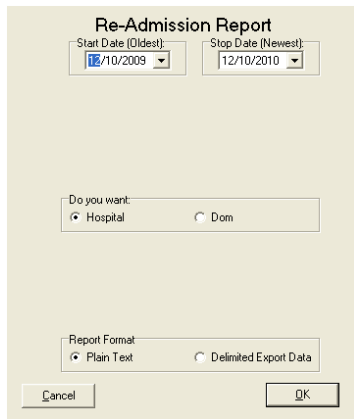 Re-Admission Report
Start Date (Oldest): Stop Date (Newest):
12/10/2009 12/10/2010
Do you want:
Hospital Dom
Report Format
Plain Text Delimited Export Data
Cancel OK